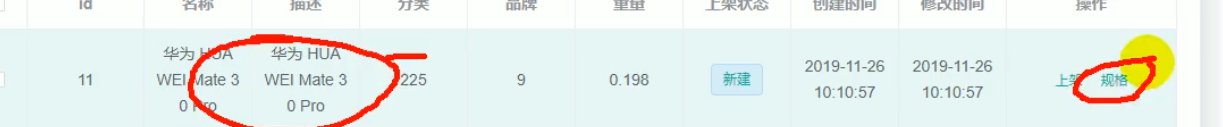 Id 名称 描述 分类 品牌 重量 上架状态 创建时间 修改时间 操作
华为 HUA 华为 HUA
2019-11-26 2019-11-26
11 WEI Mate 3 WEI Mate 3 225 9 0.198 新建 上架 规格
10:10:57 10:10:57
0 Pro 0 Pro